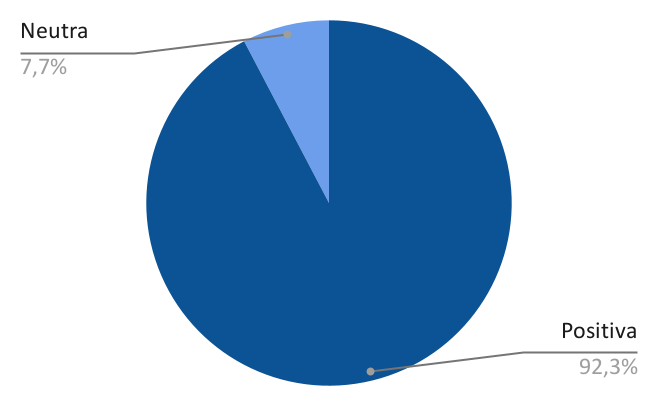 Neutra
7,7%
Positiva
92,3%